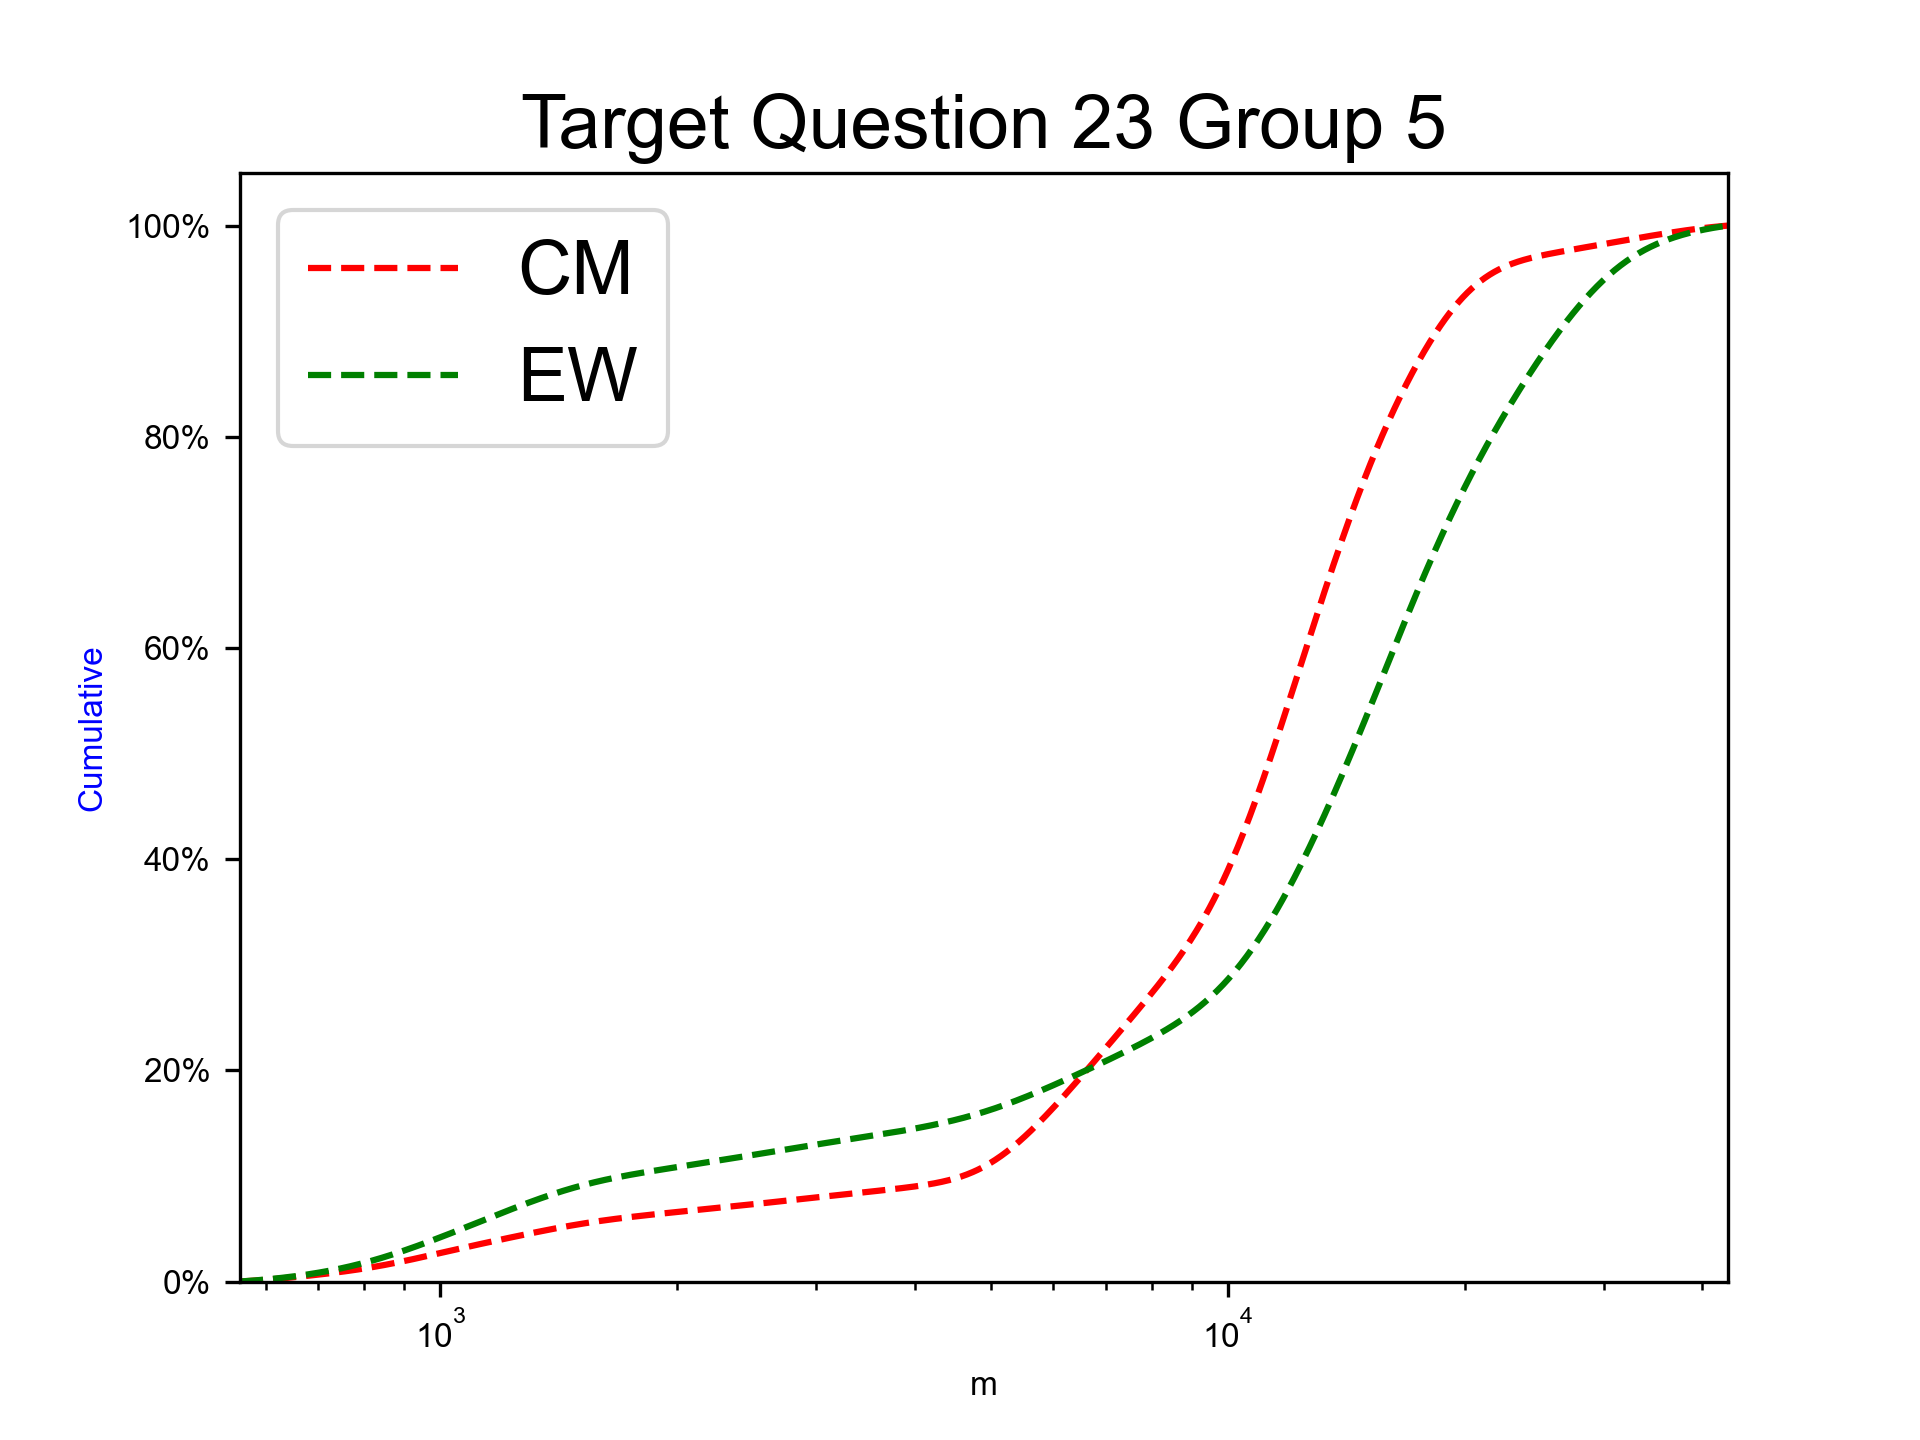 Target Question 23 Group 5
CM
EW
100%
80%
60%
40%
20%
0%
Cumulative
10³
10⁴
m